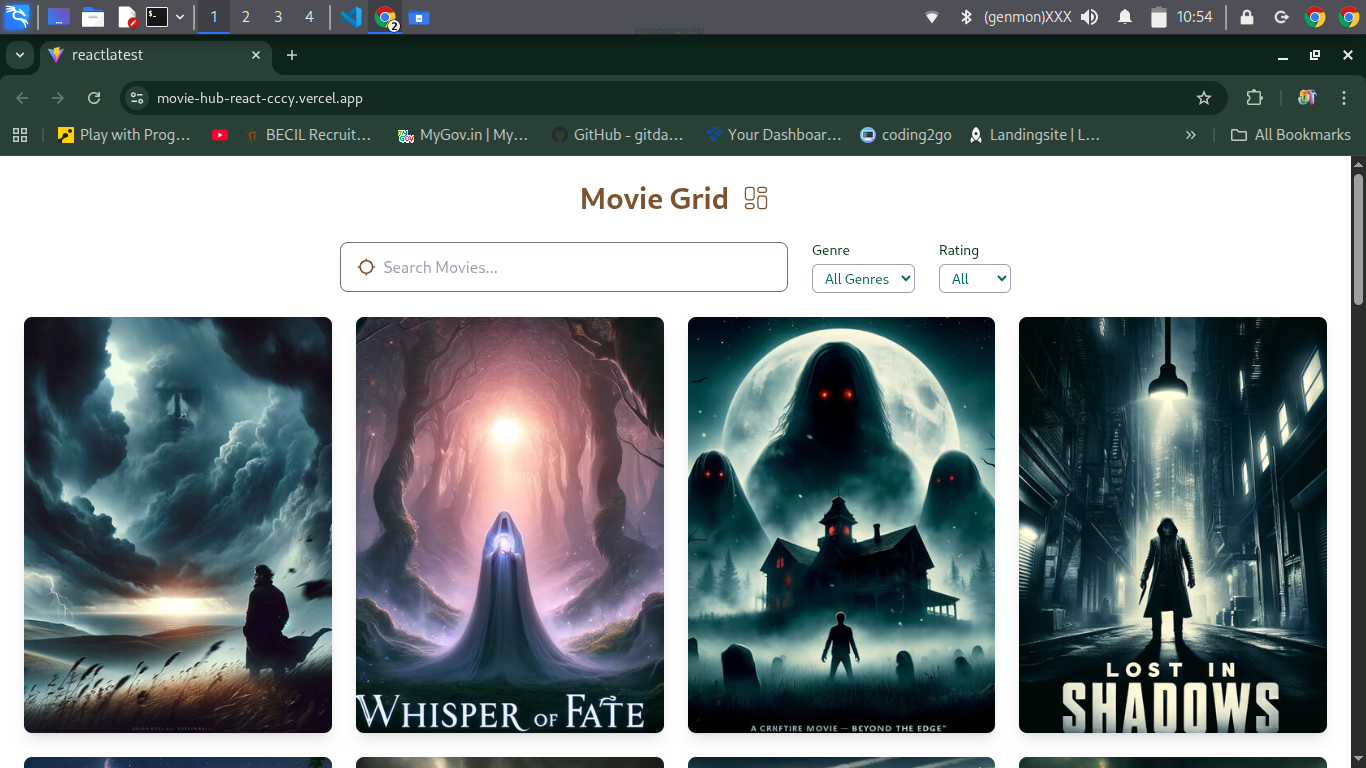 1 2 3 4 (genmon)XXX 10:54
reactlatest
movie-hub-react-cccy.vercel.app
Play with Prog… BECIL Recruit… MyGov.in | My… GitHub - gitda… Your Dashboar… coding2go Landingsite | L… » All Bookmarks
Movie Grid
Search Movies...
Genre
All Genres
Rating
All
WHISPER OF FATE
MOVIE — BEYOND THE EDGE"
LOST IN
SHADOWS